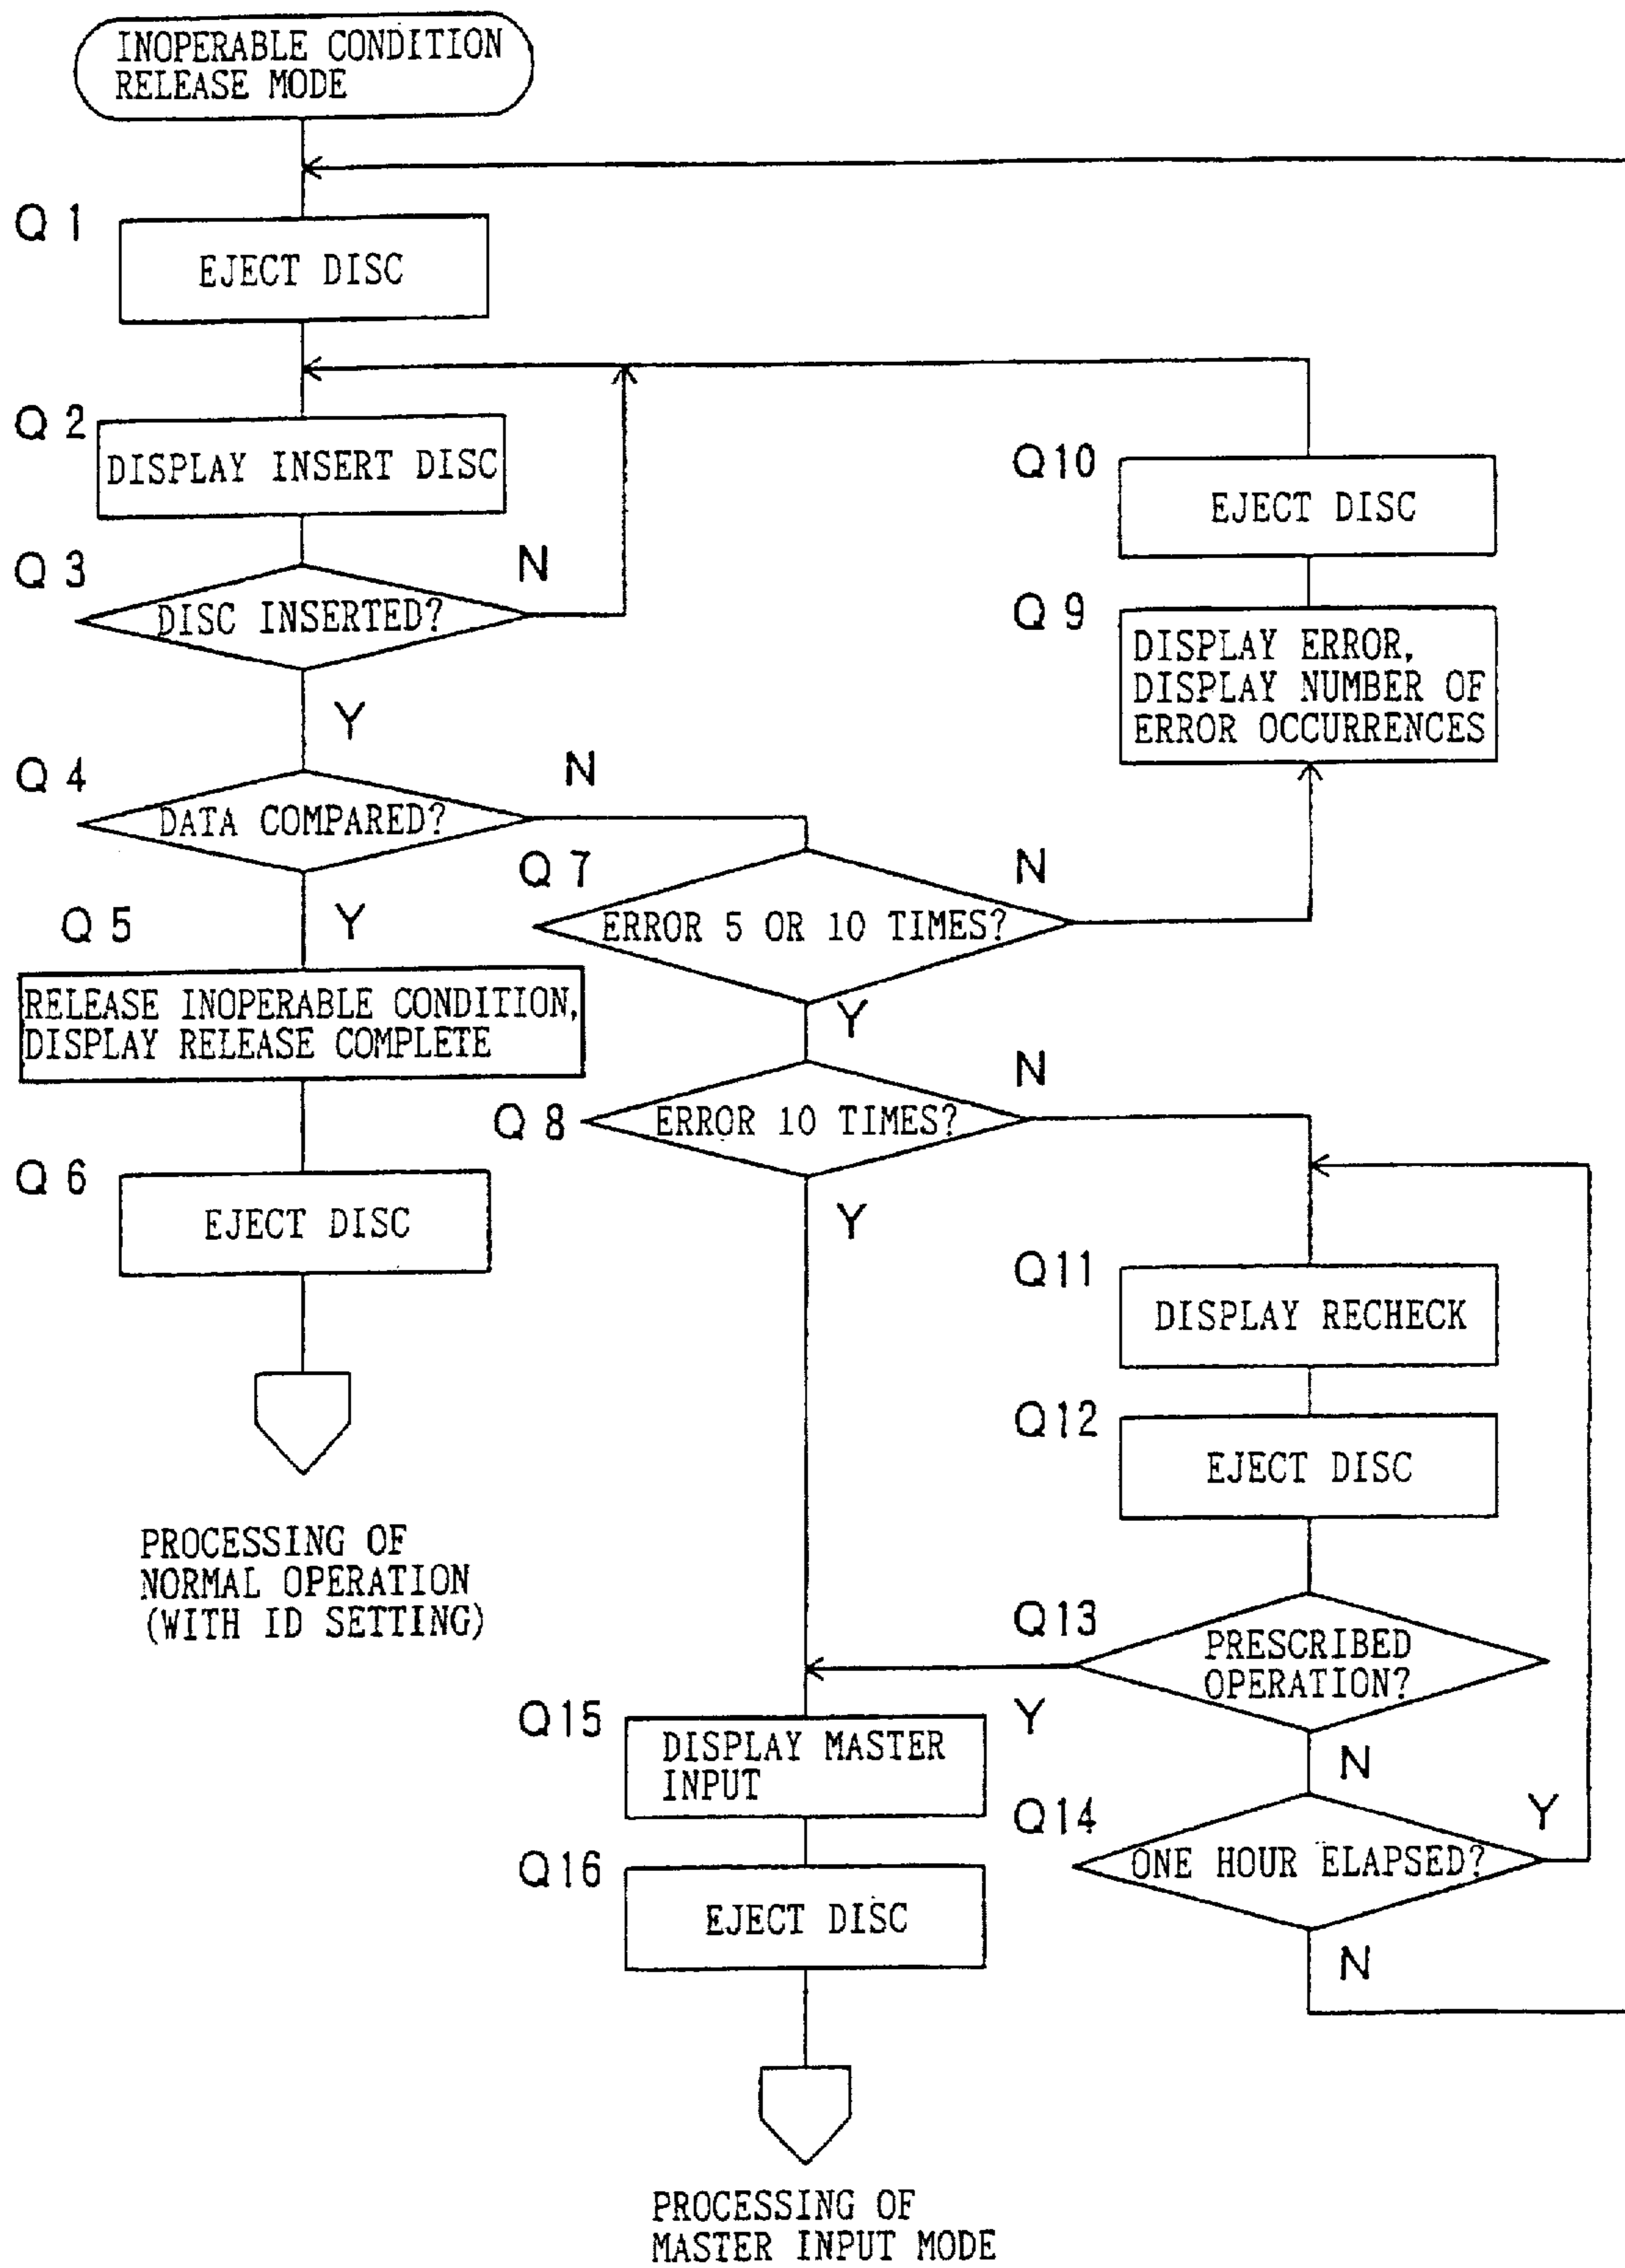 INOPERABLE CONDITION
RELEASE MODE
Q 1
EJECT DISC
Q 2
DISPLAY INSERT DISC
Q 3
N
DISC INSERTED?
Y
Q 4
N
DATA COMPARED?
Y
Q 5
RELEASE INOPERABLE CONDITION,
DISPLAY RELEASE COMPLETE
Q 6
EJECT DISC
PROCESSING OF
NORMAL OPERATION
(WITH ID SETTING)
Q 7
N
ERROR 5 OR 10 TIMES?
Y
Q 8
N
ERROR 10 TIMES?
Y
Q10
EJECT DISC
Q 9
DISPLAY ERROR,
DISPLAY NUMBER OF
ERROR OCCURRENCES
Q11
DISPLAY RECHECK
Q12
EJECT DISC
Q13
PRESCRIBED
OPERATION?
Y
N
Q14
Y
ONE HOUR ELAPSED?
N
Q15
DISPLAY MASTER
INPUT
Q16
EJECT DISC
PROCESSING OF
MASTER INPUT MODE